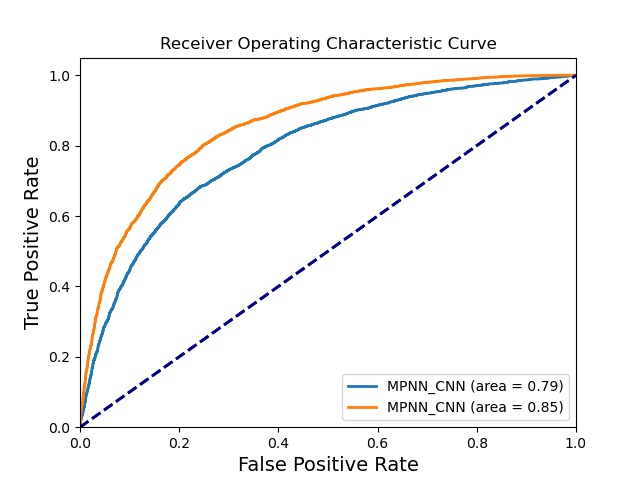 Receiver Operating Characteristic Curve
True Positive Rate
1.0
0.8
0.6
0.4
0.2
0.0
MPNN_CNN (area = 0.79)
MPNN_CNN (area = 0.85)
0.0 0.2 0.4 0.6 0.8 1.0
False Positive Rate